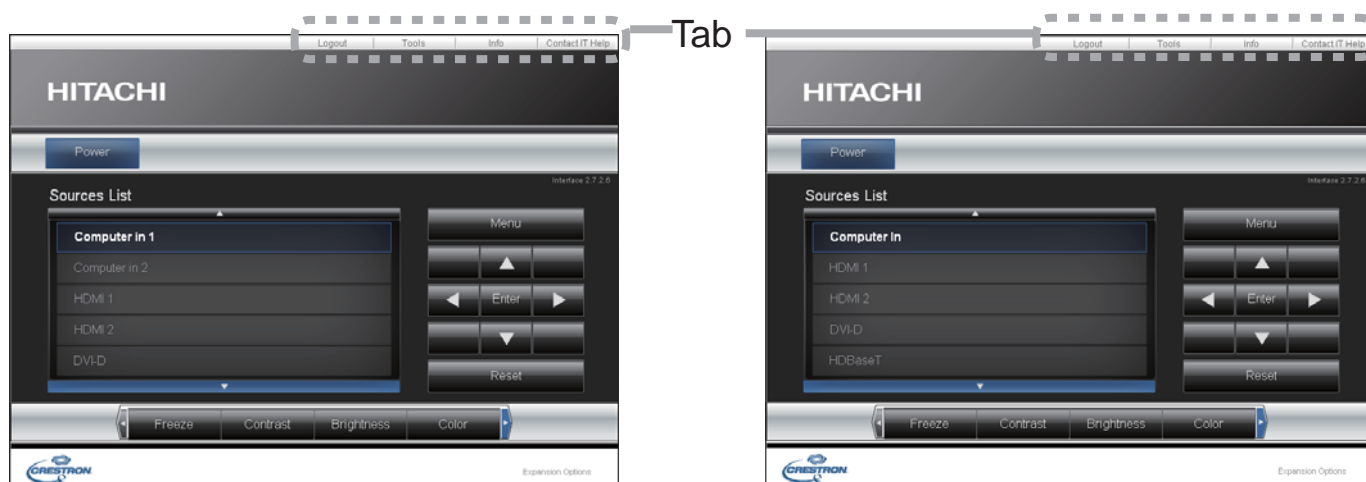 Tab
Logout Tools Info Contact IT Help
HITACHI
Power
Interface 2.7.2.6
Sources List
Computer in 1
Computer in 2
HDMI 1
HDMI 2
DVI-D
Menu
Enter
Reset
Freeze Contrast Brightness Color
CRESTRON
Expansion Options
Logout Tools Info Contact IT Help
HITACHI
Power
Interface 2.7.2.6
Sources List
Computer In
HDMI 1
HDMI 2
DVI-D
HDBaseT
Menu
Enter
Reset
Freeze Contrast Brightness Color
CRESTRON
Expansion Options